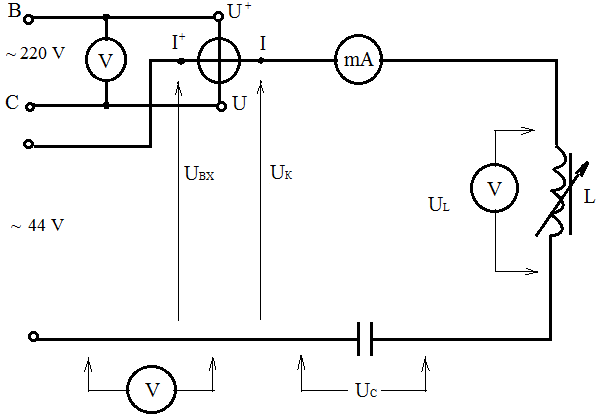 B
U⁺
~ 220 V
V
I⁺
I
mA
C
U
U_BX
U_K
V
U_L
L
~ 44 V
V
U_C